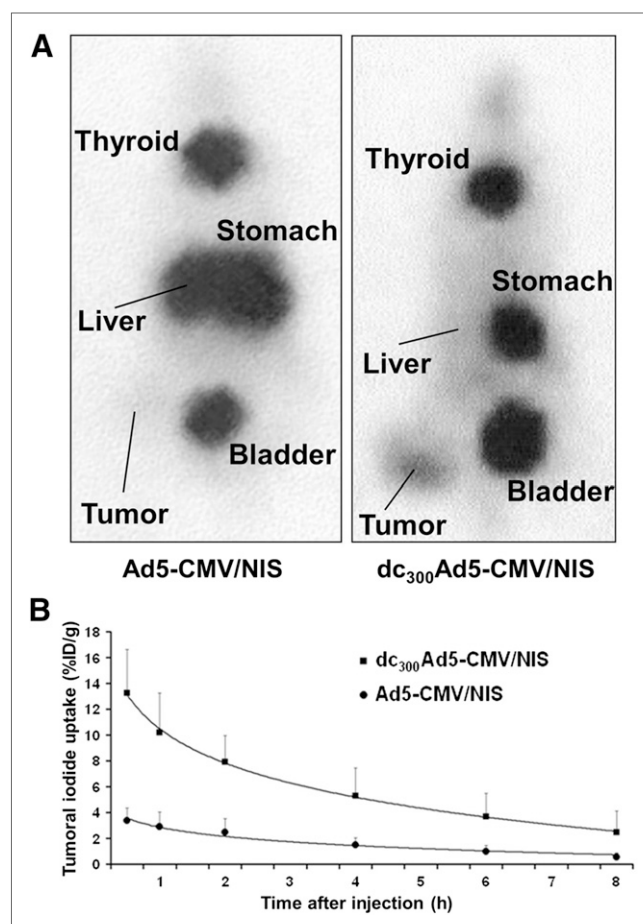 A
Thyroid
Stomach
Liver
Bladder
Tumor
Ad5-CMV/NIS
Thyroid
Stomach
Liver
Bladder
Tumor
dc₃₀₀Ad5-CMV/NIS
B
Tumoral iodide uptake (%ID/g)
18
16
14
12
10
8
6
4
2
0
dc₃₀₀Ad5-CMV/NIS
Ad5-CMV/NIS
1 2 3 4 5 6 7 8
Time after injection (h)